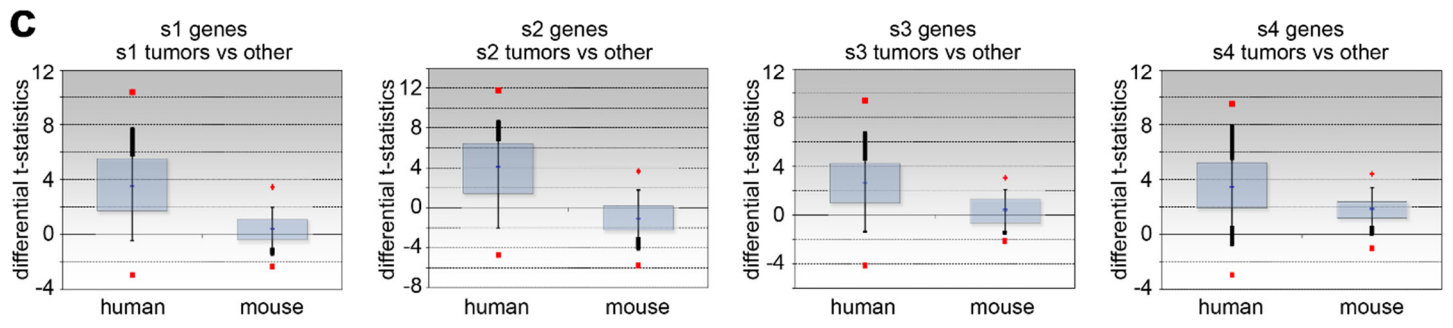 C
s1 genes
s1 tumors vs other
differential t-statistics
12
8
4
0
-4
human mouse
s2 genes
s2 tumors vs other
differential t-statistics
12
8
4
0
-4
-8
human mouse
s3 genes
s3 tumors vs other
differential t-statistics
12
8
4
0
-4
human mouse
s4 genes
s4 tumors vs other
differential t-statistics
12
8
4
0
-4
human mouse